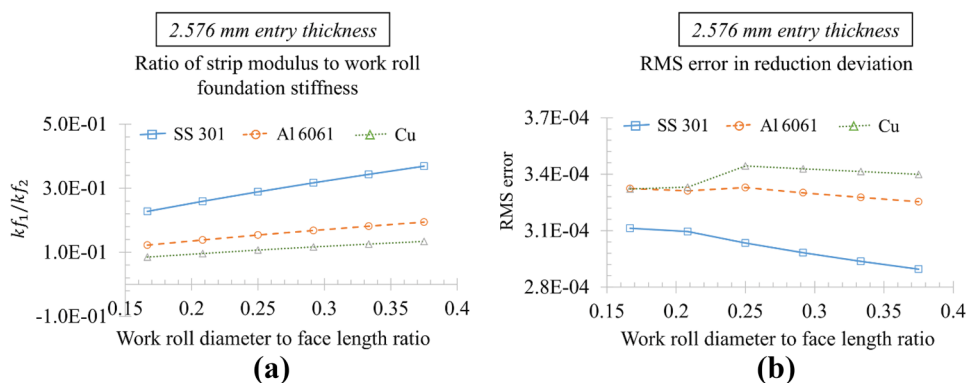 2.576 mm entry thickness
Ratio of strip modulus to work roll
foundation stiffness
5.0E-01
SS 301 Al 6061 Cu
3.0E-01
1.0E-01
-1.0E-01
kf1/kf2
0.15 0.2 0.25 0.3 0.35 0.4
Work roll diameter to face length ratio
(a)
2.576 mm entry thickness
RMS error in reduction deviation
3.7E-04
SS 301 Al 6061 Cu
3.4E-04
3.1E-04
2.8E-04
RMS error
0.15 0.2 0.25 0.3 0.35 0.4
Work roll diameter to face length ratio
(b)